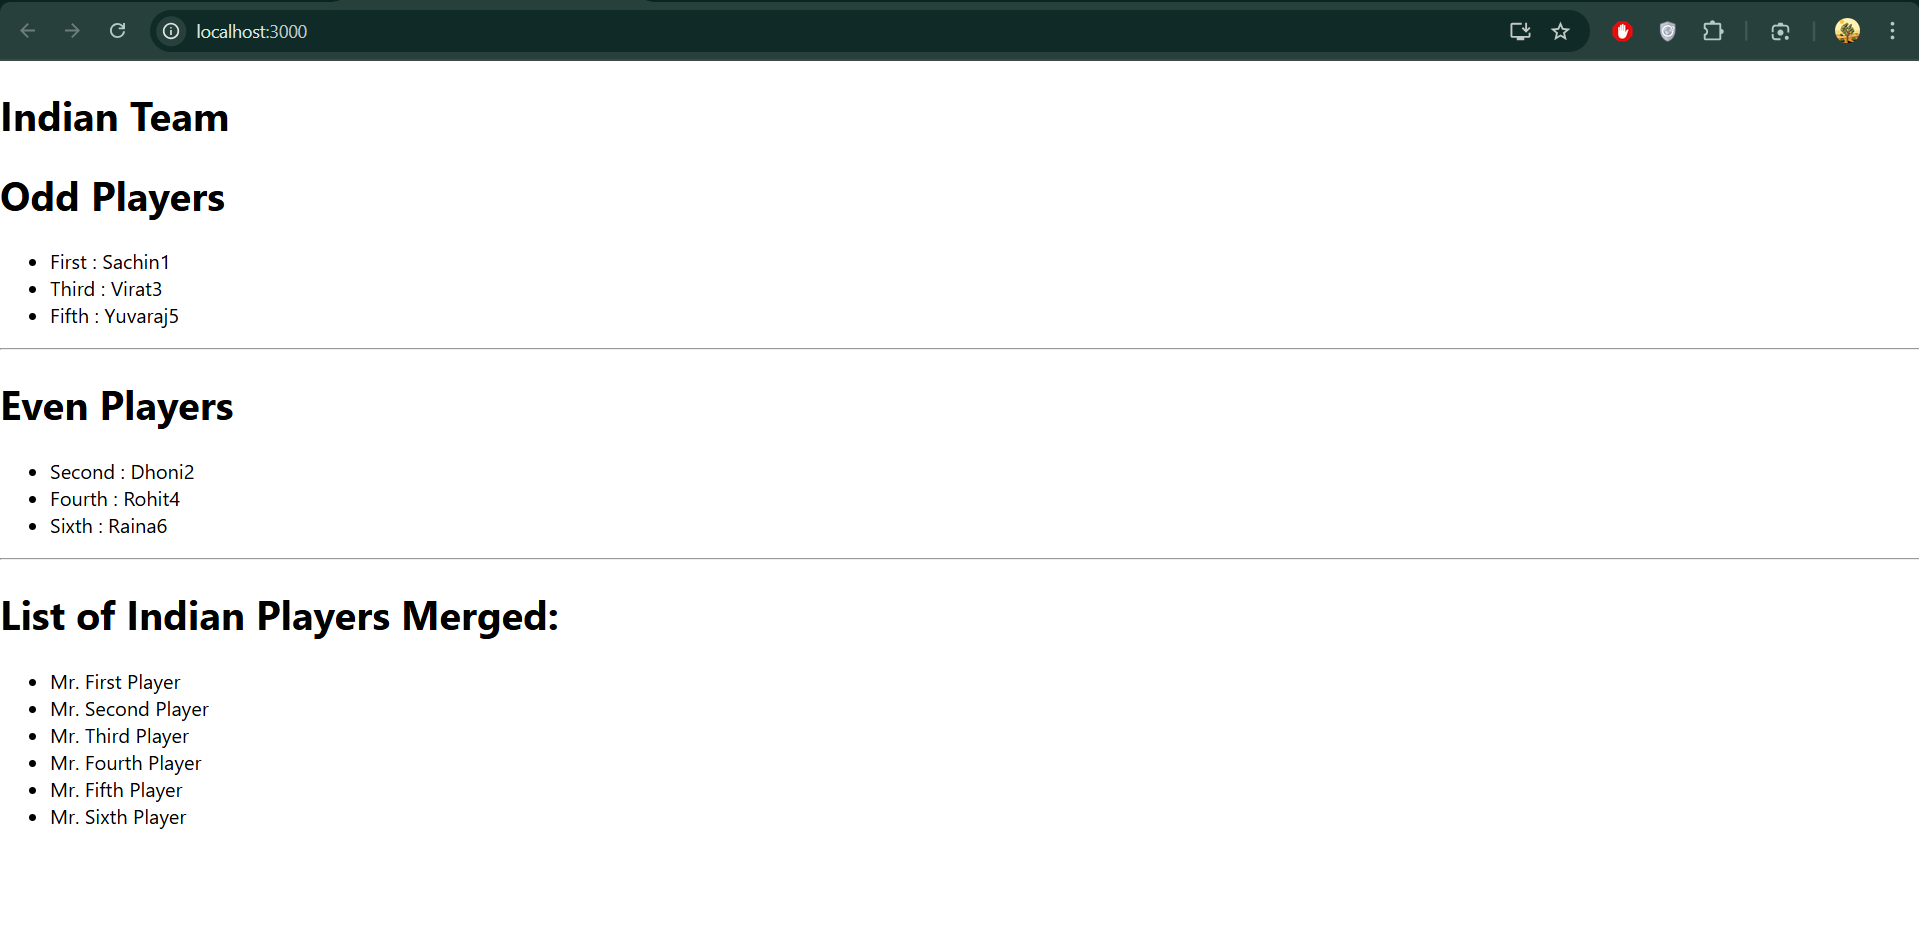 localhost:3000
Indian Team
Odd Players
First : Sachin1
Third : Virat3
Fifth : Yuvaraj5
Even Players
Second : Dhoni2
Fourth : Rohit4
Sixth : Raina6
List of Indian Players Merged:
Mr. First Player
Mr. Second Player
Mr. Third Player
Mr. Fourth Player
Mr. Fifth Player
Mr. Sixth Player